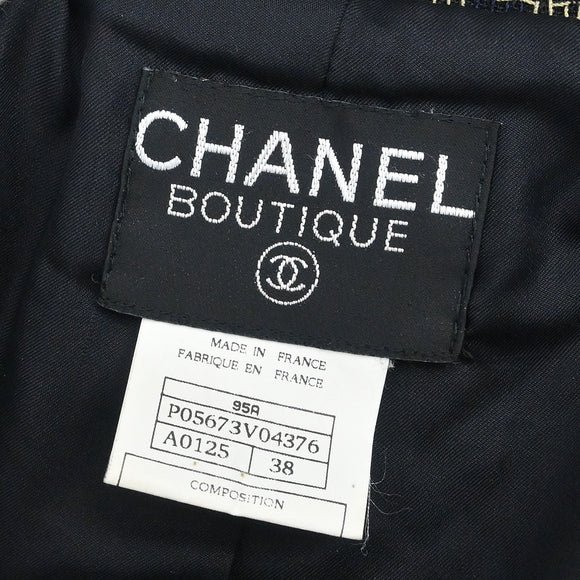 CHANEL
BOUTIQUE
MADE IN FRANCE
FABRIQUE EN FRANCE
95A
P05673V04376
A0125 38
COMPOSITION